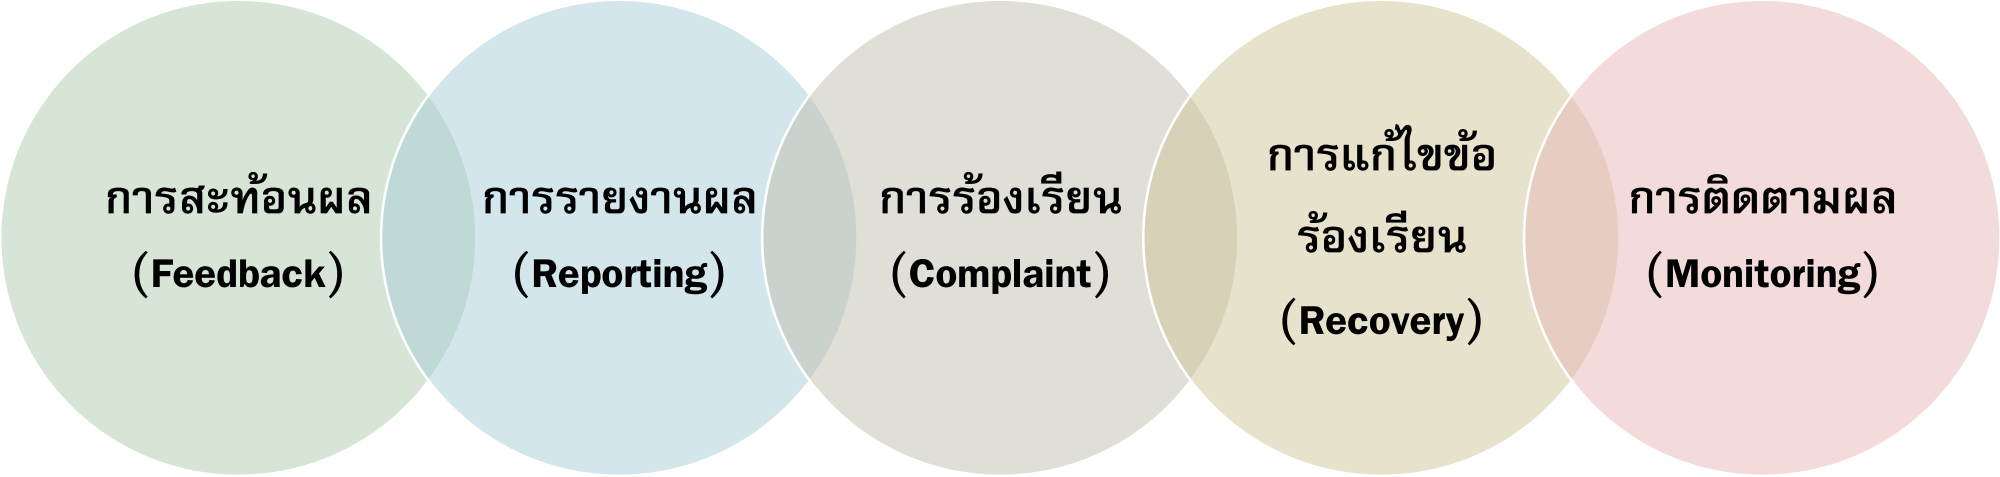 การสะท้อนผล
(Feedback)
การรายงานผล
(Reporting)
การร้องเรียน
(Complaint)
การแก้ไขข้อ
ร้องเรียน
(Recovery)
การติดตามผล
(Monitoring)